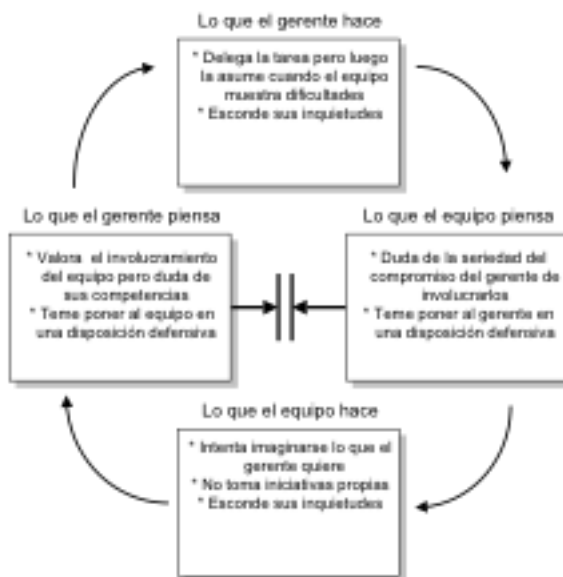 Lo que el gerente hace
* Delega la tarea pero luego
la asume cuando el equipo
muestra dificultades
* Esconde sus inquietudes
Lo que el gerente piensa
* Valora el involucramiento
del equipo pero duda de
sus competencias
* Teme poner al equipo en
una disposición defensiva
Lo que el equipo piensa
* Duda de la seriedad del
compromiso del gerente de
involucrarlos
* Teme poner al gerente en
una disposición defensiva
Lo que el equipo hace
* Intenta imaginarse lo que el
gerente quiere
* No toma iniciativas propias
* Esconde sus inquietudes